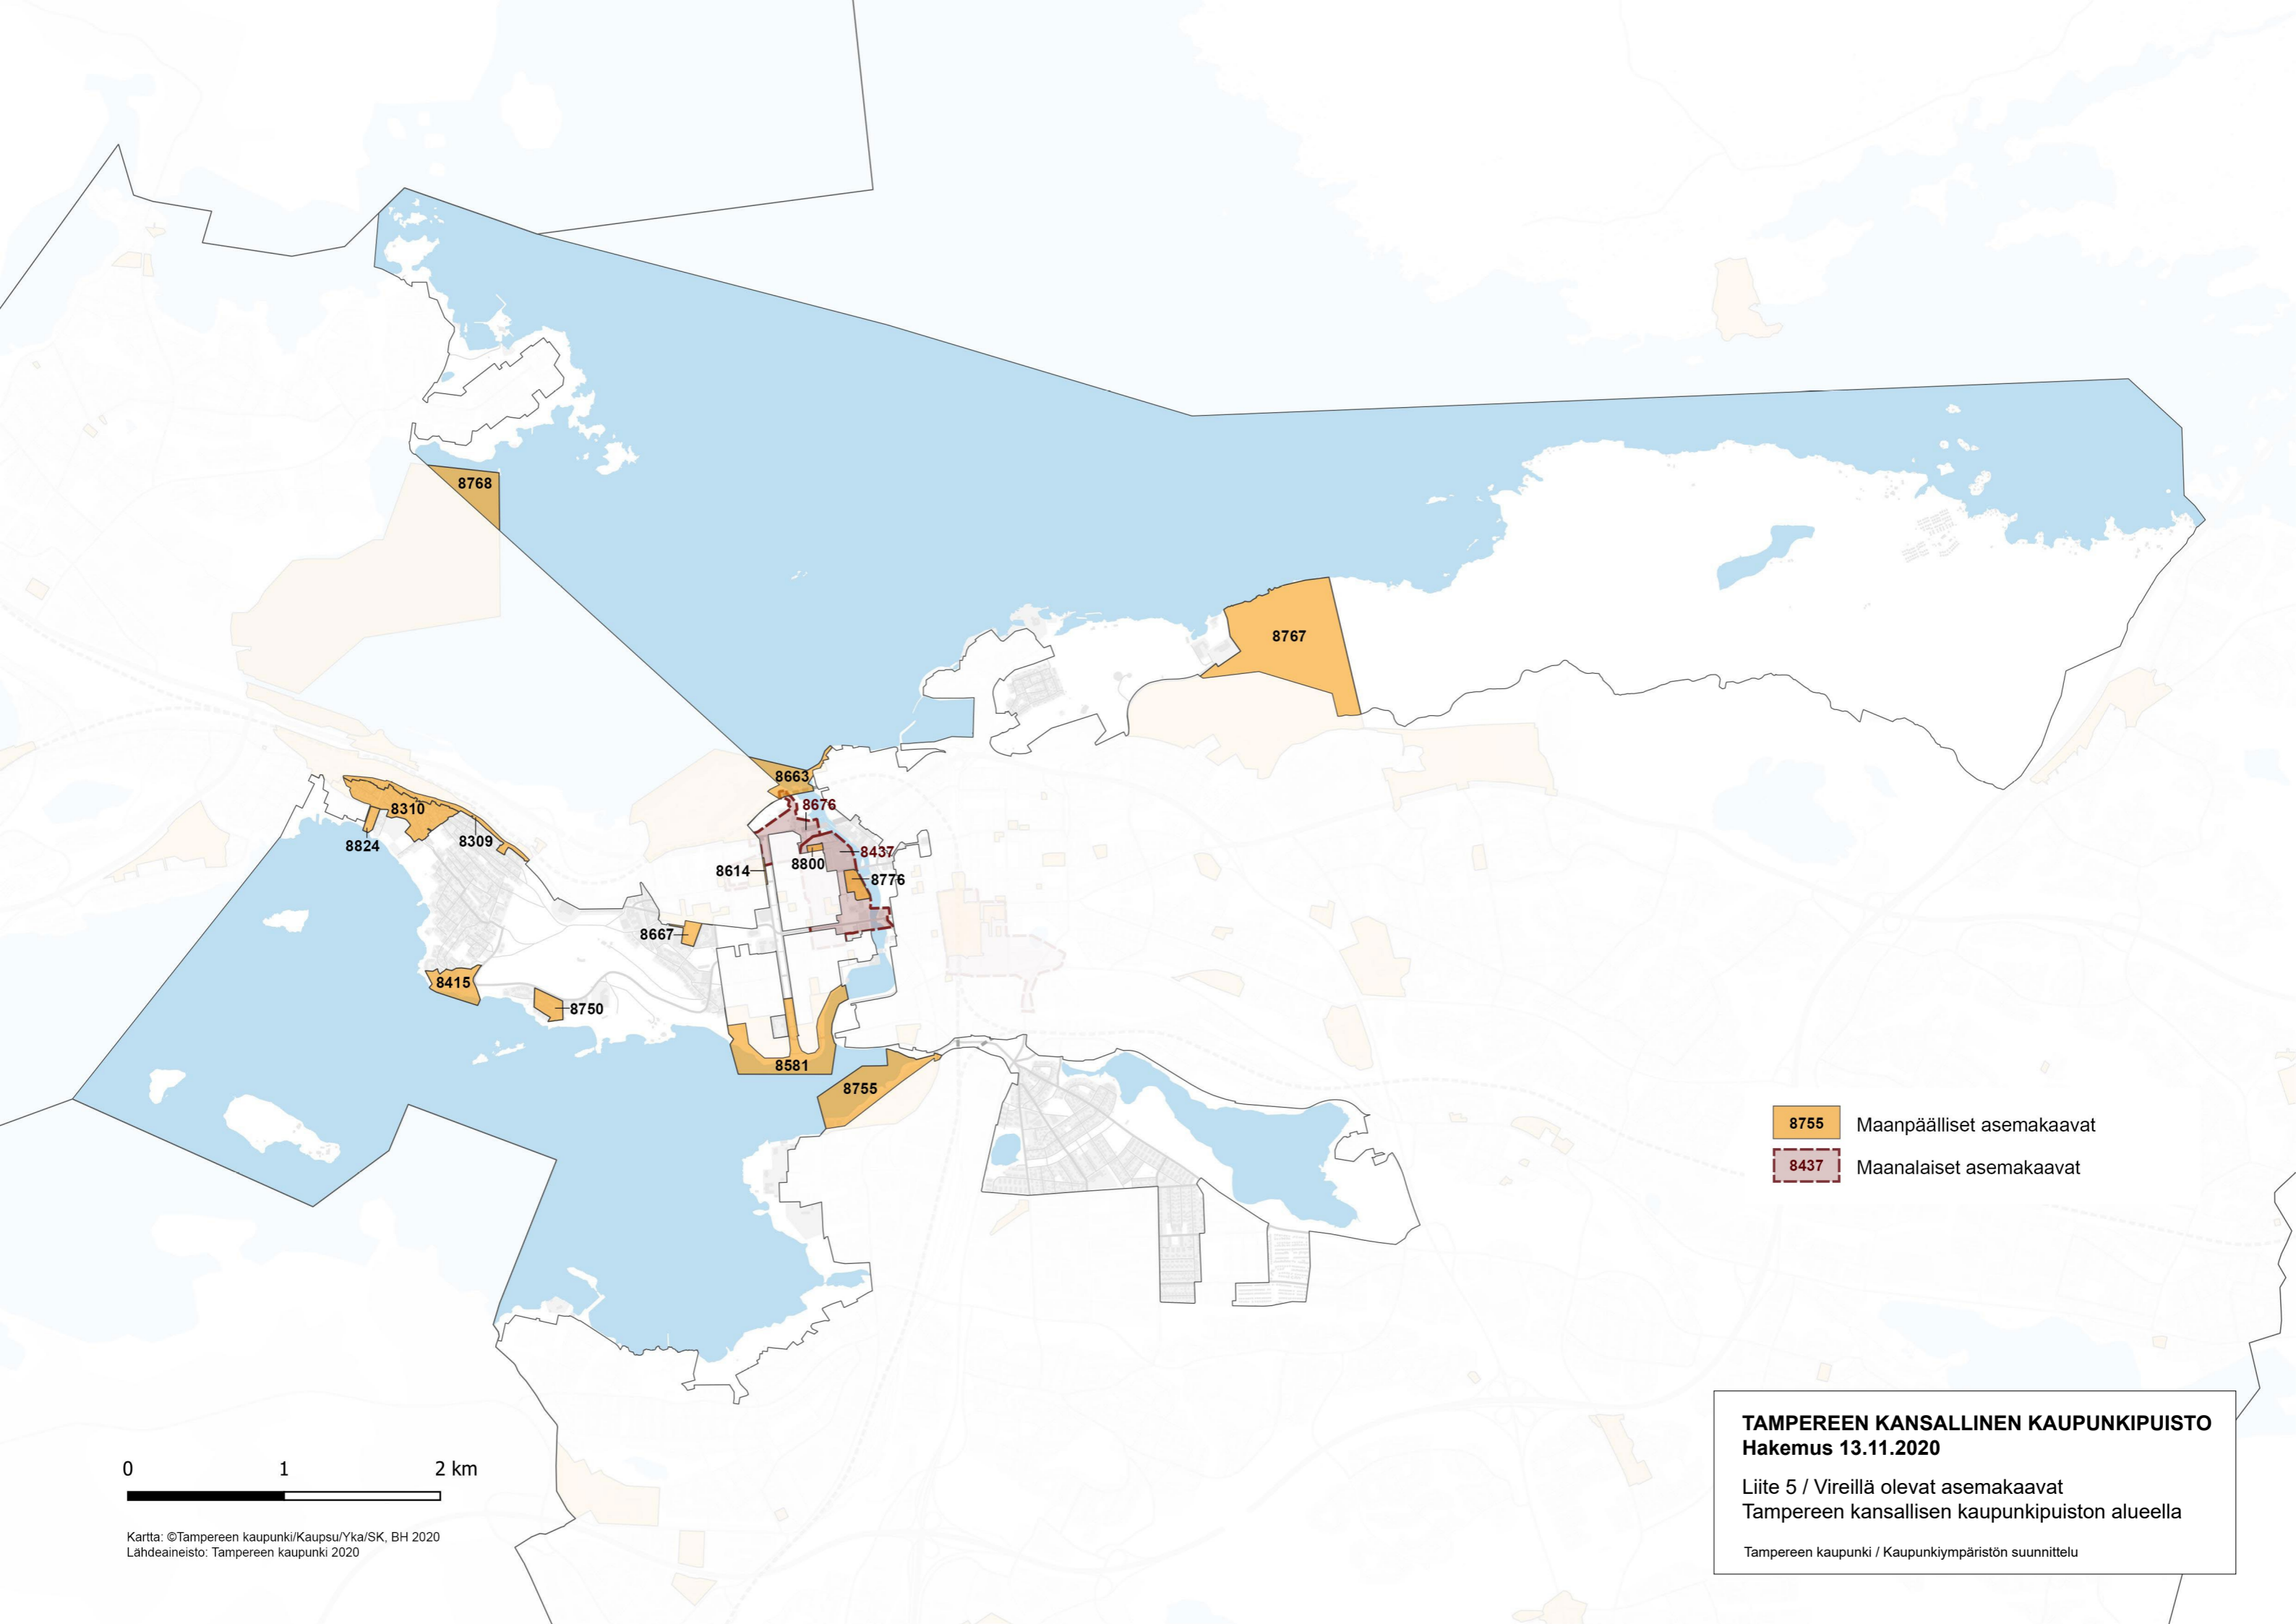 8768
8767
8663
8676
8310
8309
8824
8437
8800
8614
8776
8667
8415
8750
8581
8755
8755 Maanpäälliset asemakaavat
8437 Maanalaiset asemakaavat
TAMPEREEN KANSALLINEN KAUPUNKIPUISTO
Hakemus 13.11.2020
Liite 5 / Vireillä olevat asemakaavat
Tampereen kansallisen kaupunkipuiston alueella
Tampereen kaupunki / Kaupunkiympäristön suunnittelu
0 1 2 km
Kartta: ©Tampereen kaupunki/Kaupsu/Yka/SK, BH 2020
Lähdeaineisto: Tampereen kaupunki 2020